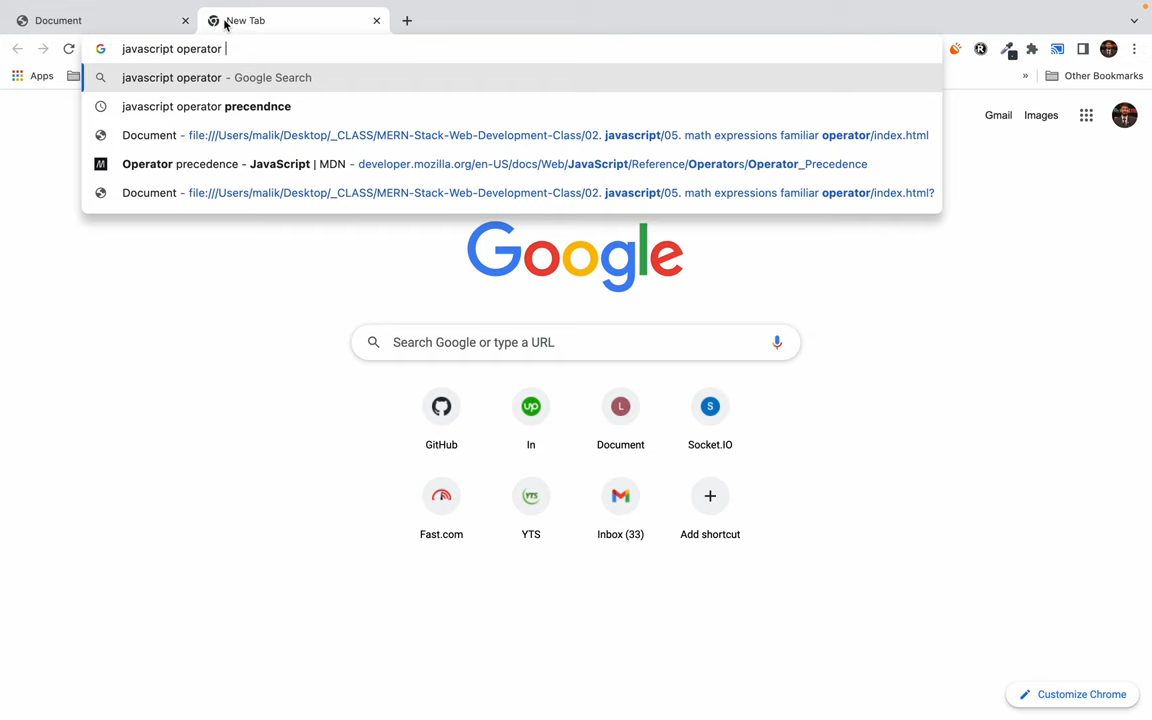 Document
New Tab
javascript operator
javascript operator - Google Search
javascript operator precendnce
Document - file:///Users/malik/Desktop/_CLASS/MERN-Stack-Web-Development-Class/02. javascript/05. math expressions familiar operator/index.html
Operator precedence - JavaScript | MDN - developer.mozilla.org/en-US/docs/Web/JavaScript/Reference/Operators/Operator_Precedence
Document - file:///Users/malik/Desktop/_CLASS/MERN-Stack-Web-Development-Class/02. javascript/05. math expressions familiar operator/index.html?
Apps
Other Bookmarks
Gmail Images
Google
Search Google or type a URL
GitHub In Document Socket.IO
Fast.com YTS Inbox (33) Add shortcut
Customize Chrome